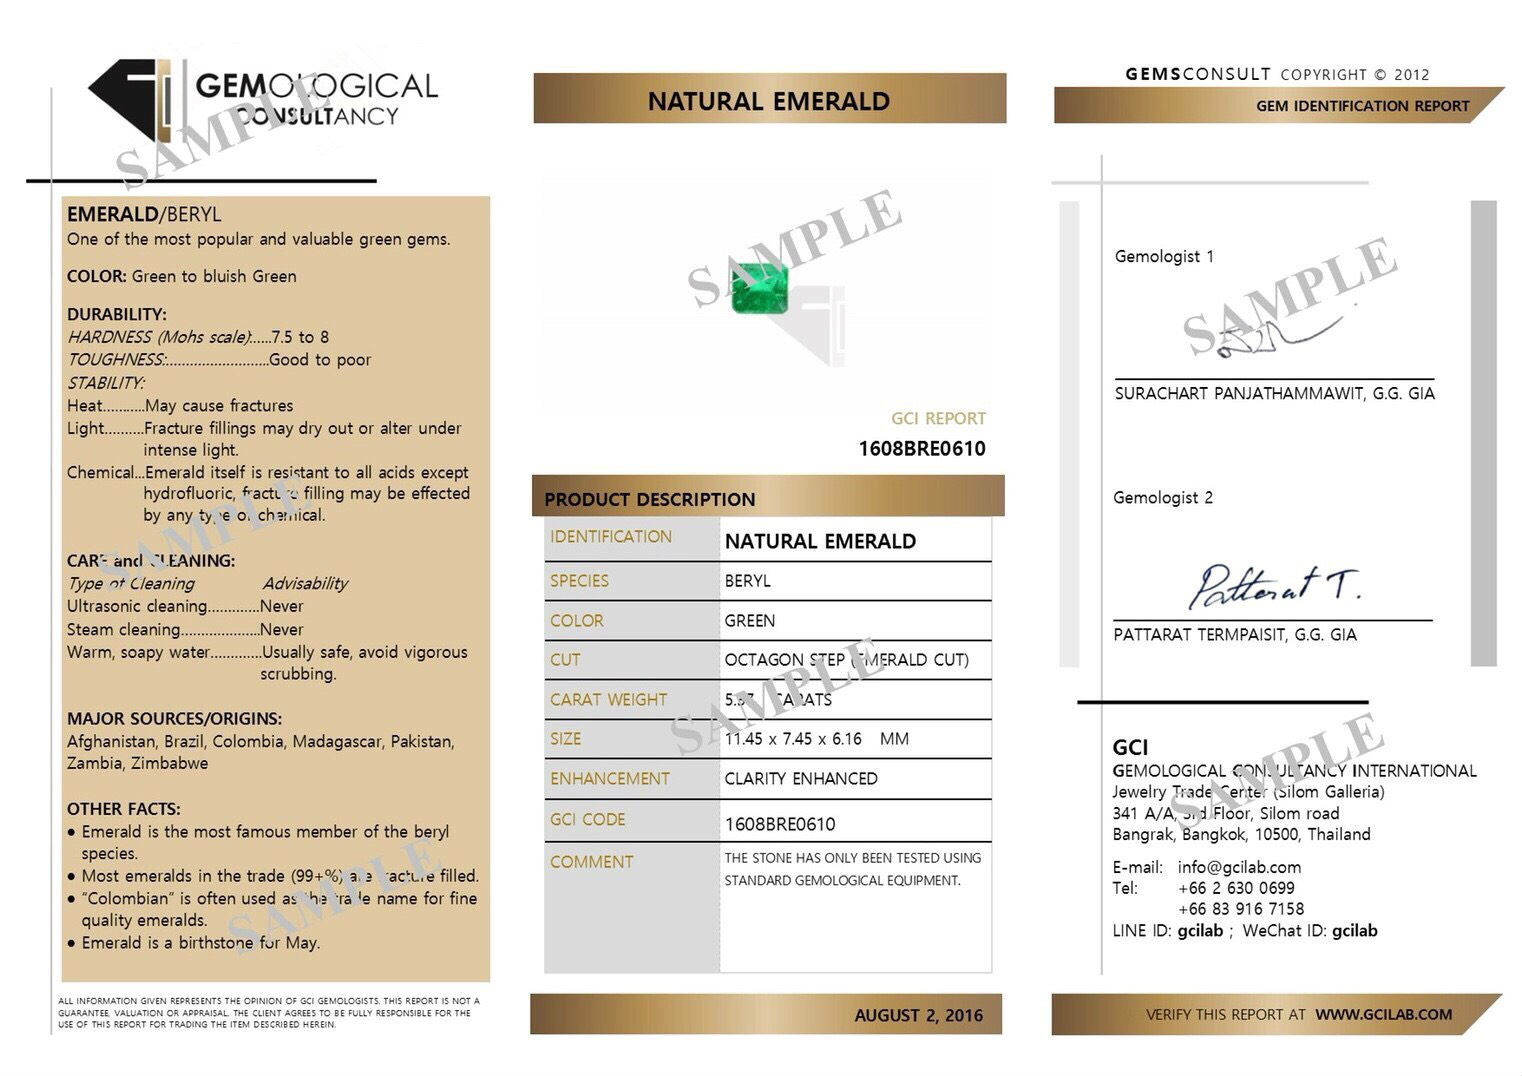 GEMOLOGICAL
CONSULTANCY
SAMPLE
EMERALD/BERYL
One of the most popular and valuable green gems.
COLOR: Green to bluish Green
DURABILITY:
HARDNESS (Mohs scale).....7.5 to 8
TOUGHNESS:..........................Good to poor
STABILITY:
Heat...........May cause fractures
Light..........Fracture fillings may dry out or alter under
intense light.
Chemical...Emerald itself is resistant to all acids except
hydrofluoric, fracture filling may be effected
by any type of chemical.
SAMPLE
CARE and CLEANING:
Type of Cleaning Advisability
Ultrasonic cleaning.............Never
Steam cleaning....................Never
Warm, soapy water.............Usually safe, avoid vigorous
scrubbing.
MAJOR SOURCES/ORIGINS:
Afghanistan, Brazil, Colombia, Madagascar, Pakistan,
Zambia, Zimbabwe
OTHER FACTS:
• Emerald is the most famous member of the beryl
species.
• Most emeralds in the trade (99+%) are fracture filled.
• “Colombian” is often used as the trade name for fine
quality emeralds.
• Emerald is a birthstone for May.
SAMPLE
ALL INFORMATION GIVEN REPRESENTS THE OPINION OF GCI GEMOLOGISTS. THIS REPORT IS NOT A
GUARANTEE, VALUATION OR APPRAISAL. THE CLIENT AGREES TO BE FULLY RESPONSIBLE FOR THE
USE OF THIS REPORT FOR TRADING THE ITEM DESCRIBED HEREIN.
NATURAL EMERALD
SAMPLE
GCI REPORT
1608BRE0610
PRODUCT DESCRIPTION
IDENTIFICATION NATURAL EMERALD
SPECIES BERYL
COLOR GREEN
CUT OCTAGON STEP (EMERALD CUT)
CARAT WEIGHT CARATS
SIZE 11.45 x 7.45 x 6.16 MM
SAMPLE
ENHANCEMENT CLARITY ENHANCED
GCI CODE 1608BRE0610
COMMENT THE STONE HAS ONLY BEEN TESTED USING
STANDARD GEMOLOGICAL EQUIPMENT.
AUGUST 2, 2016
GEMSCONSULT COPYRIGHT © 2012
GEM IDENTIFICATION REPORT
Gemologist 1
SAMPLE
SURACHART PANJATHAMMAWIT, G.G. GIA
Gemologist 2
Pattarat T.
PATTARAT TERMPAISIT, G.G. GIA
SAMPLE
GCI
GEMOLOGICAL CONSULTANCY INTERNATIONAL
Jewelry Trade Center (Silom Galleria)
341 A/A, 3rd Floor, Silom road
Bangrak, Bangkok, 10500, Thailand
E-mail: info@gcilab.com
Tel: +66 2 630 0699
+66 83 916 7158
LINE ID: gcilab ; WeChat ID: gcilab
VERIFY THIS REPORT AT WWW.GCILAB.COM